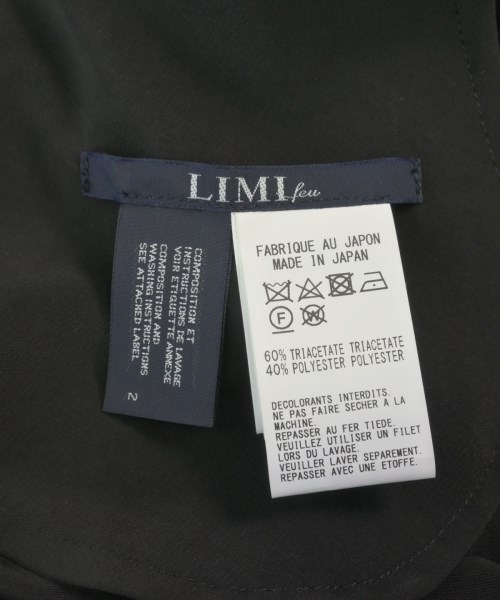 LIMI feu
COMPOSITION ET
INSTRUCTIONS DE LAVAGE
VOIR ETIQUETTE ANNEXE
COMPOSITION AND
WASHING INSTRUCTIONS
SEE ATTACHED LABEL
2
FABRIQUE AU JAPON
MADE IN JAPAN
F W
60% TRIACETATE TRIACETATE
40% POLYESTER POLYESTER
DECOLORANTS INTERDITS.
NE PAS FAIRE SECHER A LA
MACHINE.
REPASSER AU FER TIEDE.
VEUILLEZ UTILISER UN FILET
LORS DU LAVAGE.
VEUILLER LAVER SEPAREMENT.
REPASSER AVEC UNE ETOFFE.